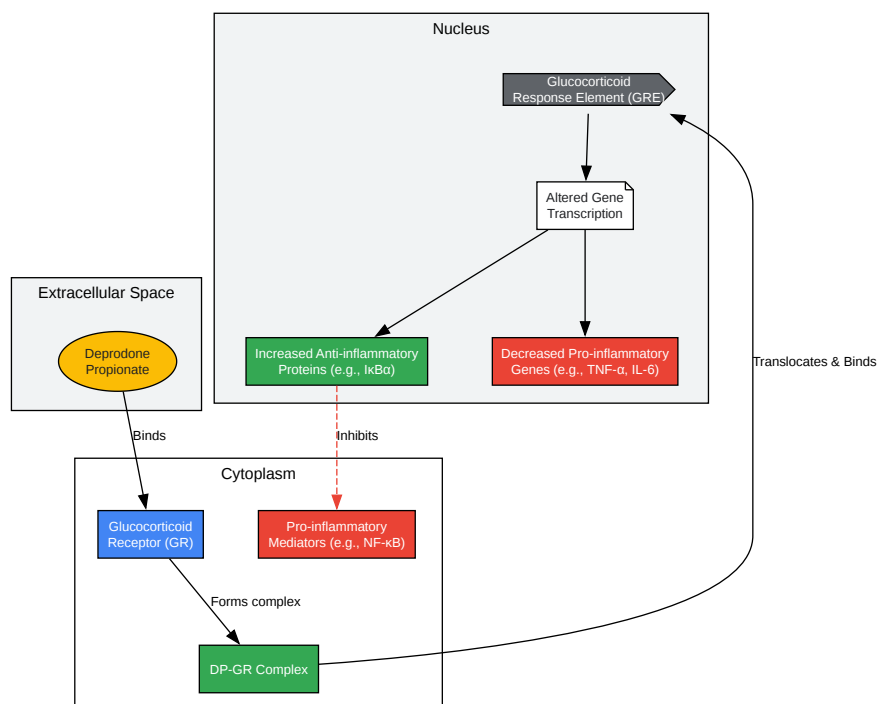 Nucleus
Glucocorticoid
Response Element (GRE)
Altered Gene
Transcription
Extracellular Space
Deprodone
Propionate
Increased Anti-inflammatory
Proteins (e.g., IκBα)
Decreased Pro-inflammatory
Genes (e.g., TNF-α, IL-6)
Translocates & Binds
Binds
Inhibits
Cytoplasm
Glucocorticoid
Receptor (GR)
Pro-inflammatory
Mediators (e.g., NF-κB)
Forms complex
DP-GR Complex